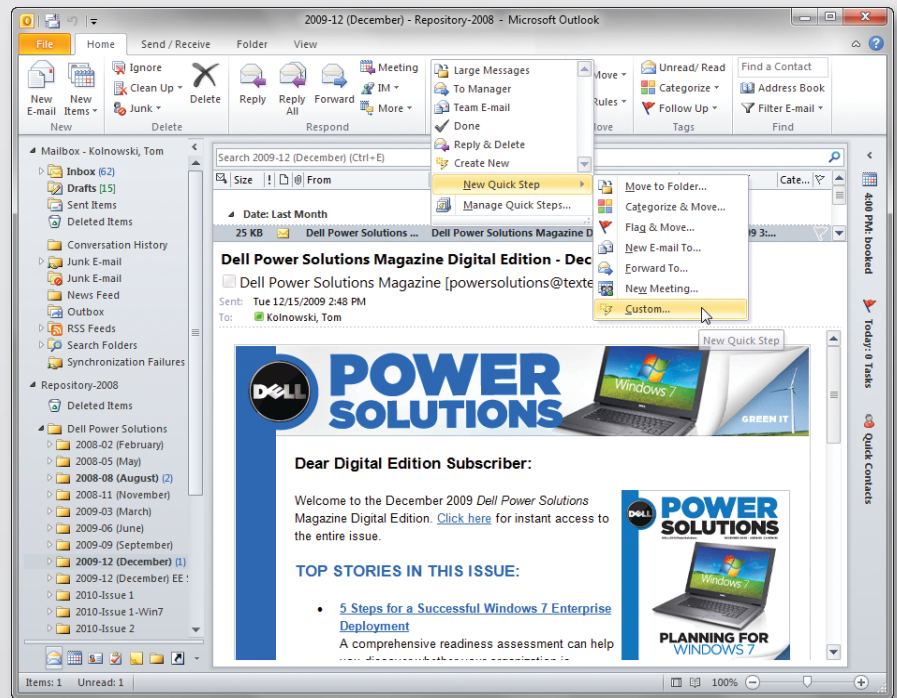 2009-12 (December) - Repository-2008 - Microsoft Outlook
File Home Send / Receive Folder View
New E-mail
New Items
New
Ignore
Clean Up
Junk
Delete
Delete
Reply
Reply All
Forward
Meeting
IM
More
Respond
Large Messages
To Manager
Team E-mail
Done
Reply & Delete
Create New
New Quick Step
Manage Quick Steps...
Move
Rules
Move
Unread/ Read
Categorize
Follow Up
Tags
Find a Contact
Address Book
Filter E-mail
Find
Move to Folder...
Categorize & Move...
Flag & Move...
New E-mail To...
Forward To...
New Meeting...
Custom...
New Quick Step
Mailbox - Kolnowski, Tom
Inbox (62)
Drafts [15]
Sent Items
Deleted Items
Conversation History
Junk E-mail
Junk E-mail
News Feed
Outbox
RSS Feeds
Search Folders
Synchronization Failures
Repository-2008
Deleted Items
Dell Power Solutions
2008-02 (February)
2008-05 (May)
2008-08 (August) (2)
2008-11 (November)
2009-03 (March)
2009-06 (June)
2009-09 (September)
2009-12 (December) (1)
2009-12 (December) EE
2010-Issue 1
2010-Issue 1-Win7
2010-Issue 2
Search 2009-12 (December) (Ctrl+E)
Size ! From Cate...
Date: Last Month
25 KB Dell Power Solutions ... Dell Power Solutions Magazine D 9 3:...
Dell Power Solutions Magazine Digital Edition - Dec
Dell Power Solutions Magazine [powersolutions@texte
Sent: Tue 12/15/2009 2:48 PM
To: Kolnowski, Tom
DELL
POWER
SOLUTIONS
Windows 7
GREEN IT
Dear Digital Edition Subscriber:
Welcome to the December 2009 Dell Power Solutions
Magazine Digital Edition. Click here for instant access to
the entire issue.
TOP STORIES IN THIS ISSUE:
• 5 Steps for a Successful Windows 7 Enterprise
Deployment
A comprehensive readiness assessment can help
DELL
POWER
SOLUTIONS
Windows 7
PLANNING FOR
WINDOWS 7
4:00 PM: booked
Today: 0 Tasks
Quick Contacts
Items: 1 Unread: 1 100%